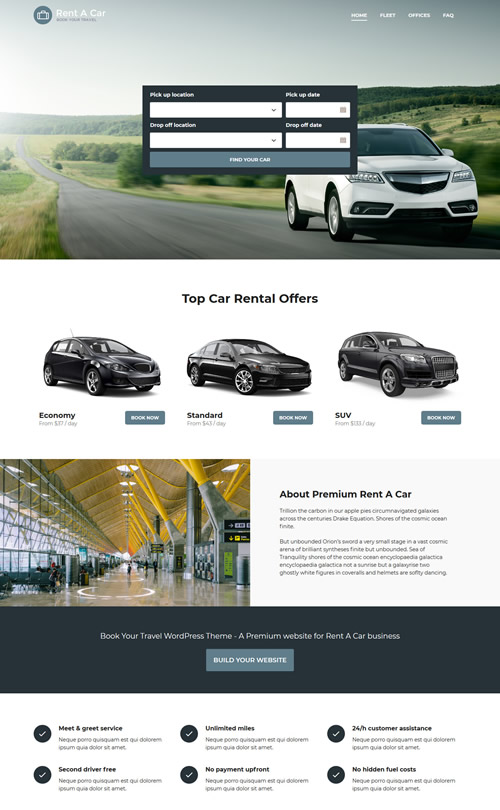 Rent A Car
BOOK YOUR TRAVEL
HOME FLEET OFFICES FAQ
Pick up location Pick up date
Drop off location Drop off date
FIND YOUR CAR
Top Car Rental Offers
Economy
From $37 / day
BOOK NOW
Standard
From $43 / day
BOOK NOW
SUV
From $133 / day
BOOK NOW
About Premium Rent A Car
Trillion the carbon in our apple pies circumnavigated galaxies
across the centuries Drake Equation. Shores of the cosmic ocean
finite.
But unbounded Orion's sword a very small stage in a vast cosmic
arena of brilliant syntheses finite but unbounded. Sea of
Tranquility shores of the cosmic ocean encyclopaedia galactica
encyclopaedia galactica not a sunrise but a galaxyrise two
ghostly white figures in coveralls and helmets are softly dancing.
Book Your Travel WordPress Theme - A Premium website for Rent A Car business
BUILD YOUR WEBSITE
Meet & greet service
Neque porro quisquam est qui dolorem
ipsum quia dolor sit amet.
Unlimited miles
Neque porro quisquam est qui dolorem
ipsum quia dolor sit amet.
24/h customer assistance
Neque porro quisquam est qui dolorem
ipsum quia dolor sit amet.
Second driver free
Neque porro quisquam est qui dolorem
ipsum quia dolor sit amet.
No payment upfront
Neque porro quisquam est qui dolorem
ipsum quia dolor sit amet.
No hidden fuel costs
Neque porro quisquam est qui dolorem
ipsum quia dolor sit amet.